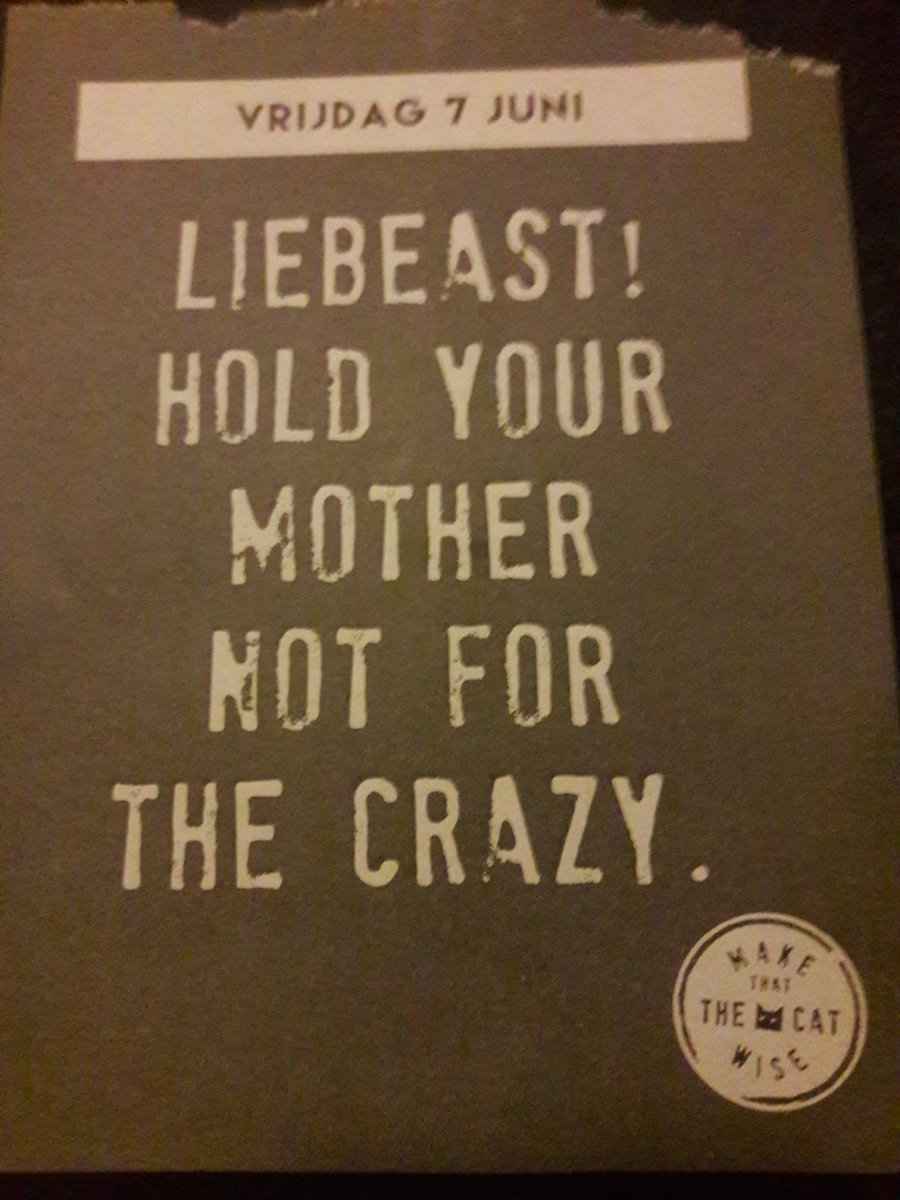 VRIJDAG 7 JUNI
LIEBEAST!
HOLD YOUR
MOTHER
NOT FOR
THE CRAZY.
MAKE
THAT
THE CAT
WISE